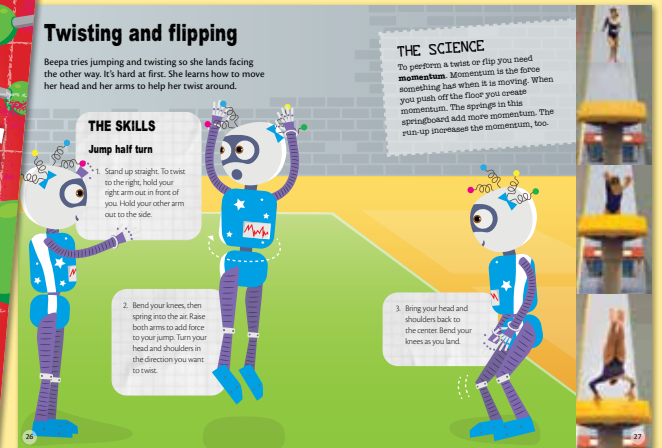 Twisting and flipping
Beepa tries jumping and twisting so she lands facing
the other way. It's hard at first. She learns how to move
her head and her arms to help her twist around.
THE SKILLS
Jump half turn
1. Stand up straight. To twist
to the right, hold your
right arm out in front of
you. Hold your other arm
out to the side.
2. Bend your knees, then
spring into the air. Raise
both arms to add force
to your jump. Turn your
head and shoulders in
the direction you want
to twist.
26
THE SCIENCE
To perform a twist or flip you need
momentum. Momentum is the force
something has when it is moving. When
you push off the floor you create
momentum. The springs in this
springboard add more momentum. The
run-up increases the momentum, too.
3. Bring your head and
shoulders back to
the center. Bend your
knees as you land.
27